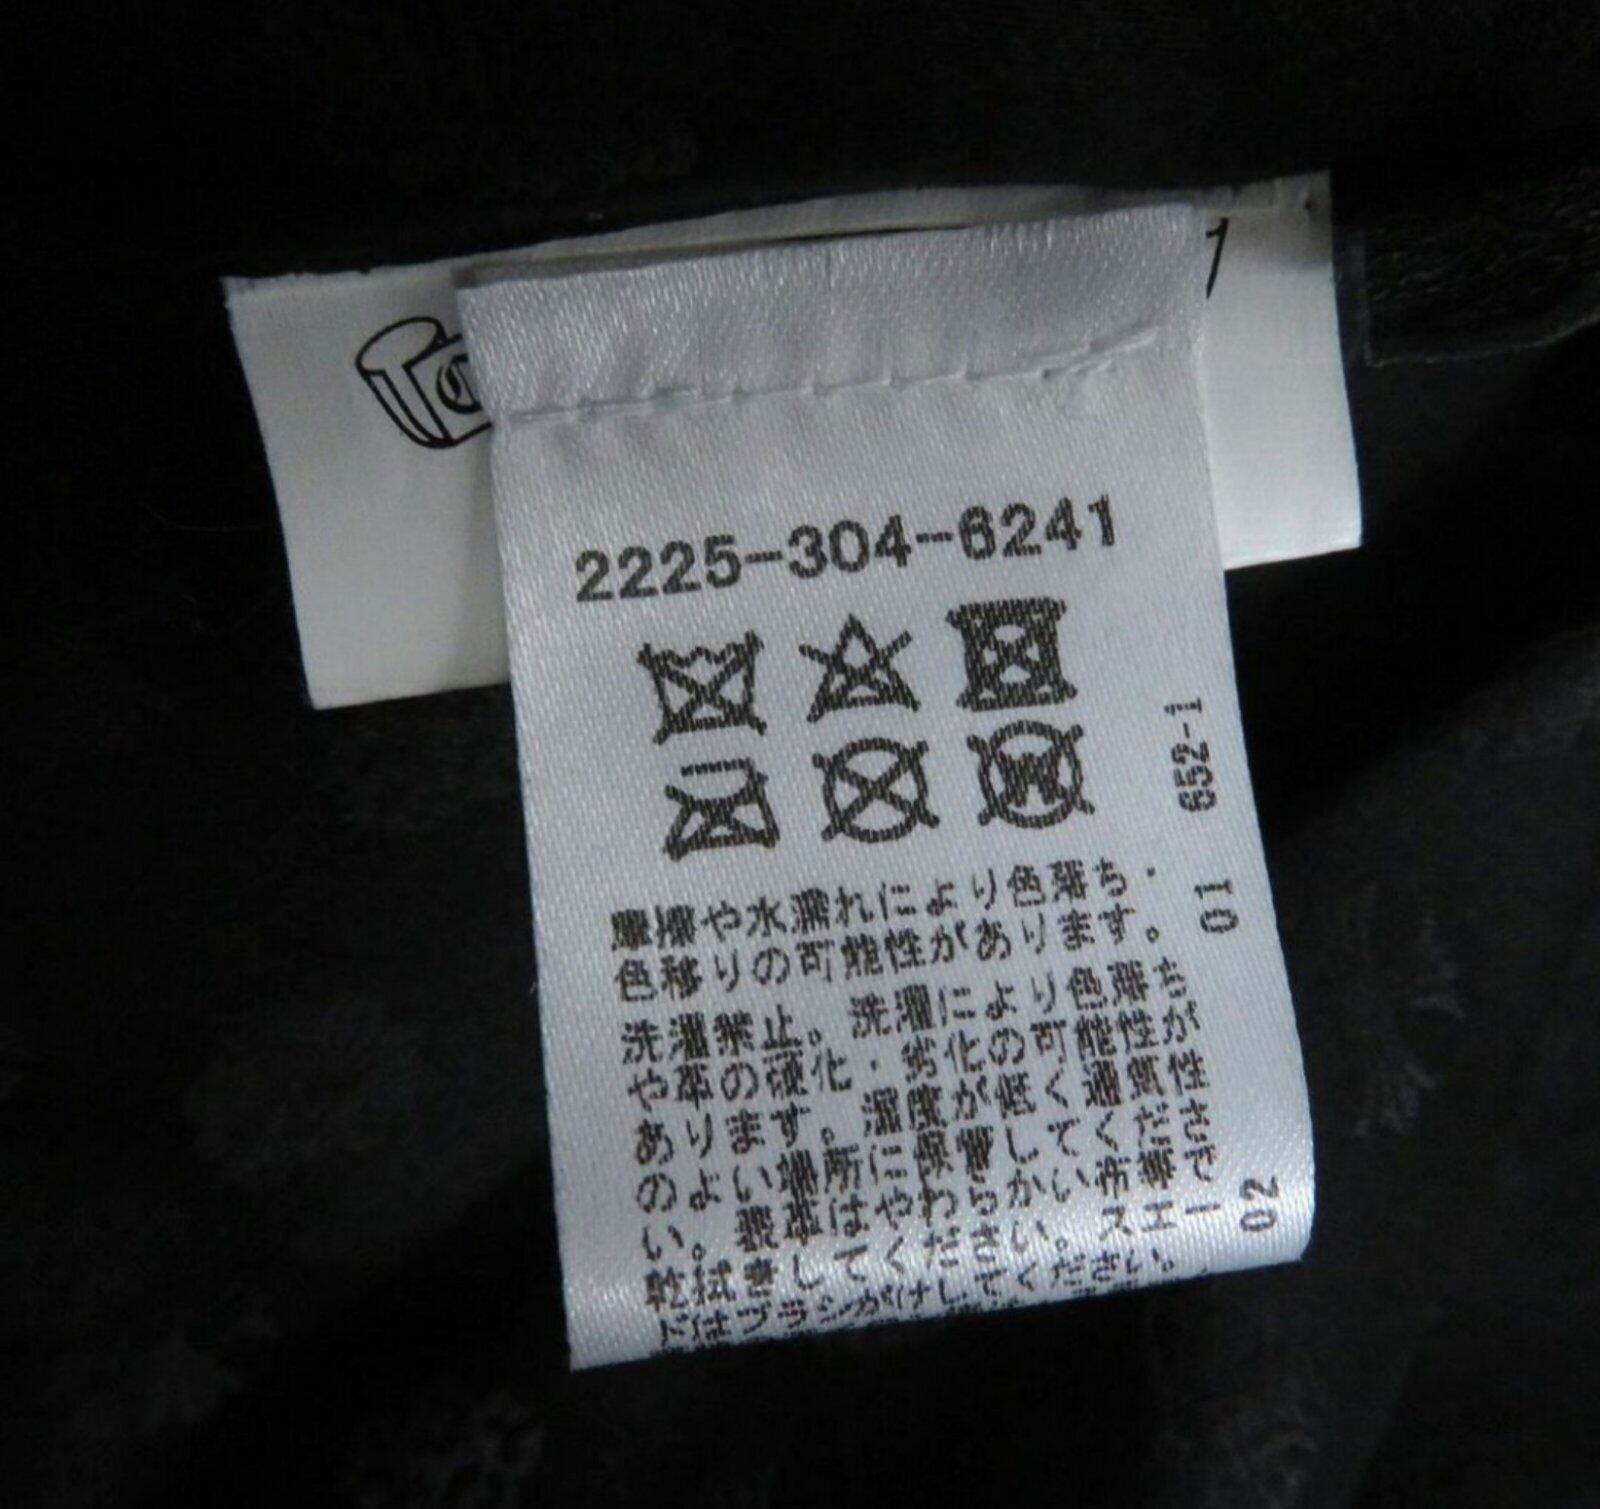 1
2225-304-6241
摩擦や水濡れにより色落ち・
色移りの可能性があります。
洗濯禁止。洗濯により色落ち
や革の硬化・劣化の可能性が
あります。湿度が低く通気性
のよい場所に保管してくださ
い。表革はやわらかい布等で
乾拭きしてください。スエー
ドはブラシがけしてください。
652-1
01
02